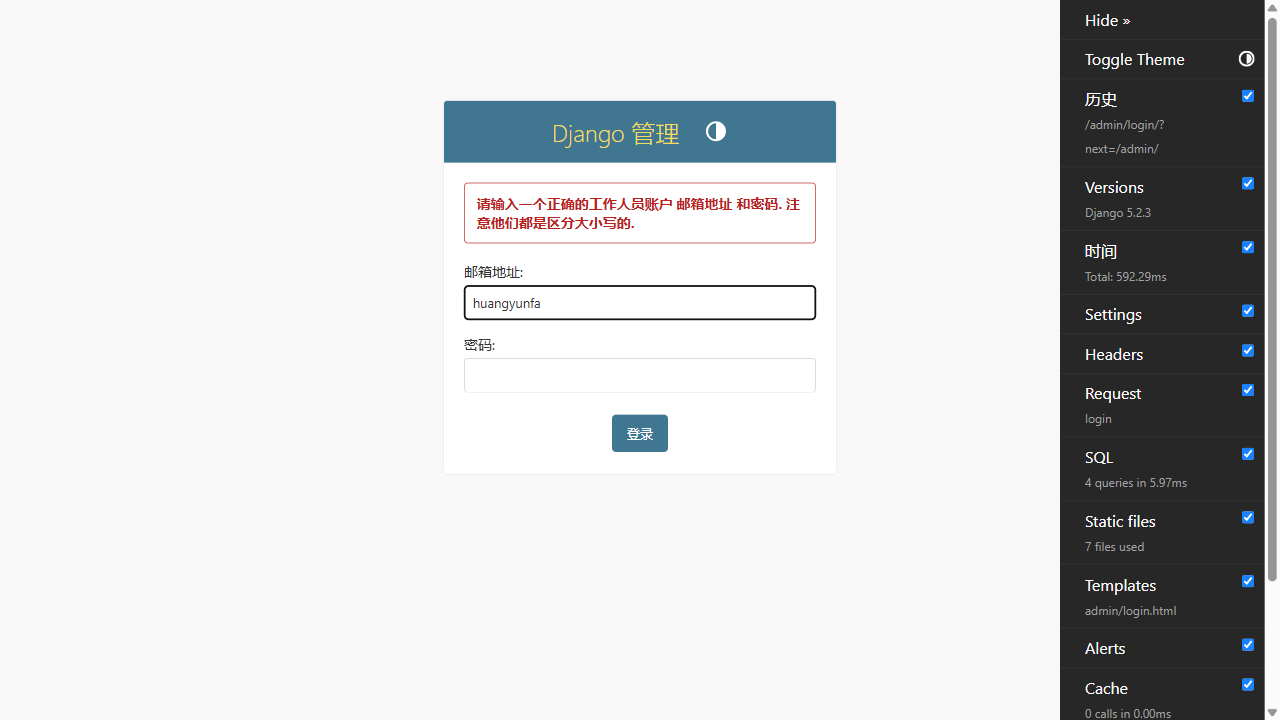 Django 管理
请输入一个正确的工作人员账户 邮箱地址 和密码. 注
意他们都是区分大小写的.
邮箱地址:
huangyunfa
密码:
登录
Hide »
Toggle Theme
历史
/admin/login/?
next=/admin/
Versions
Django 5.2.3
时间
Total: 592.29ms
Settings
Headers
Request
login
SQL
4 queries in 5.97ms
Static files
7 files used
Templates
admin/login.html
Alerts
Cache
0 calls in 0.00ms